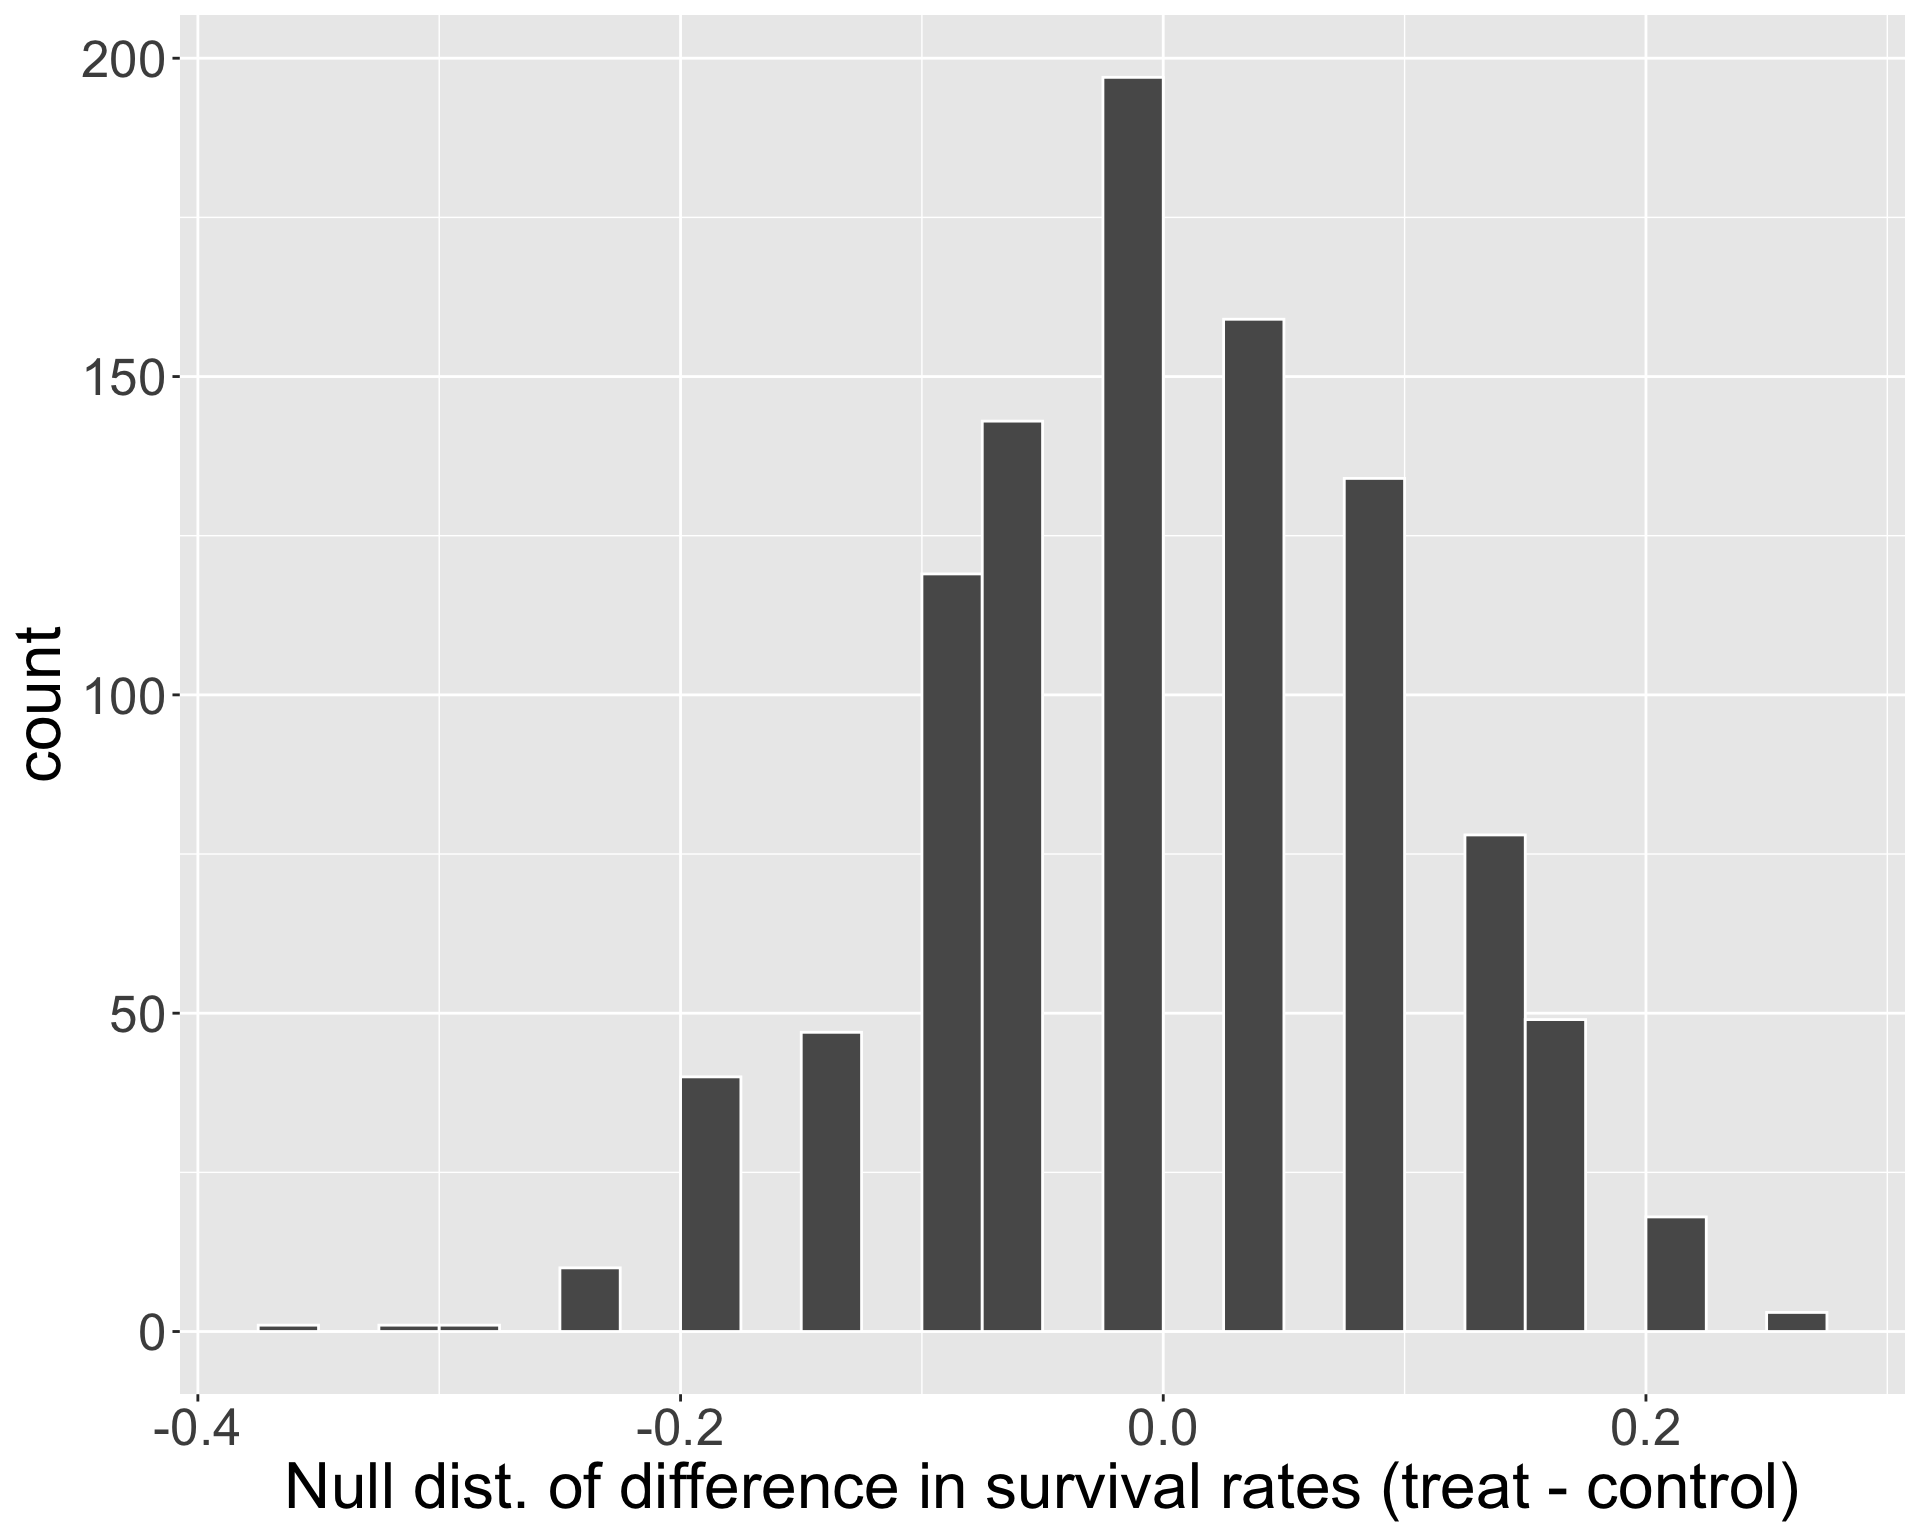 200
150
100
50
0
count
-0.4 -0.2 0.0 0.2
Null dist. of difference in survival rates (treat - control)